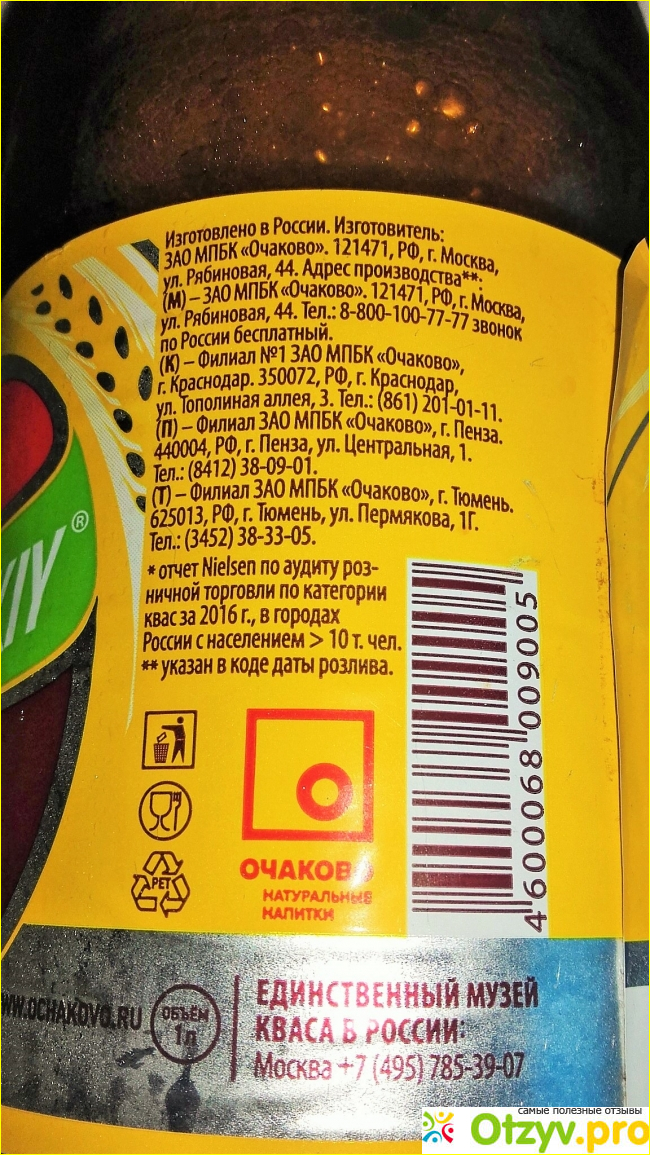 Изготовлено в России. Изготовитель:
ЗАО МПБК «Очаково». 121471, РФ, г. Москва,
ул. Рябиновая, 44. Адрес производства**:
(М) – ЗАО МПБК «Очаково». 121471, РФ, г. Москва,
ул. Рябиновая, 44. Тел.: 8-800-100-77-77 звонок
по России бесплатный.
(К) – Филиал №1 ЗАО МПБК «Очаково»,
г. Краснодар. 350072, РФ, г. Краснодар,
ул. Тополиная аллея, 3. Тел.: (861) 201-01-11.
(П) – Филиал ЗАО МПБК «Очаково», г. Пенза.
440004, РФ, г. Пенза, ул. Центральная, 1.
Тел.: (8412) 38-09-01.
(Т) – Филиал ЗАО МПБК «Очаково», г. Тюмень.
625013, РФ, г. Тюмень, ул. Пермякова, 1Г.
Тел.: (3452) 38-33-05.
* отчет Nielsen по аудиту роз-
ничной торговли по категории
квас за 2016 г., в городах
России с населением > 10 т. чел.
** указан в коде даты розлива.
4600068 009005
PET
ОЧАКОВО
НАТУРАЛЬНЫЕ
НАПИТКИ
WW.OCHAKOVO.RU
ОБЪЁМ
1л
ЕДИНСТВЕННЫЙ МУЗЕЙ
КВАСА В РОССИИ:
Москва +7 (495) 785-39-07
самые полезные отзывы
Otzyv.pro